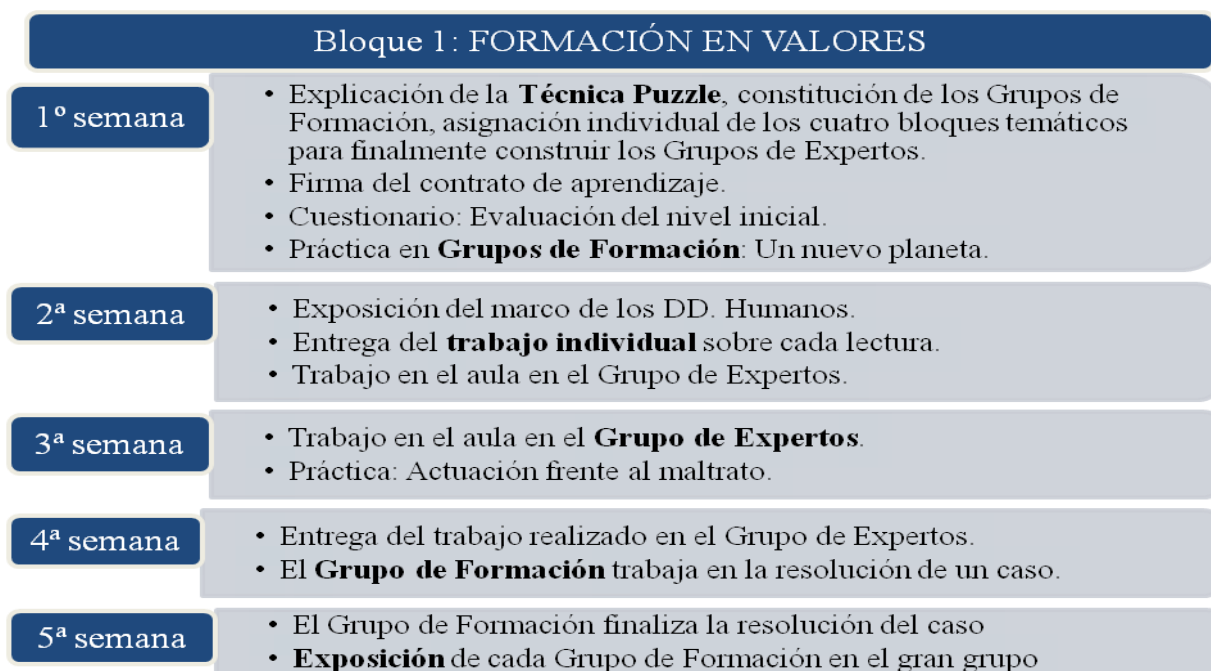 Bloque 1: FORMACIÓN EN VALORES
1º semana
• Explicación de la Técnica Puzzle, constitución de los Grupos de
Formación, asignación individual de los cuatro bloques temáticos
para finalmente construir los Grupos de Expertos.
• Firma del contrato de aprendizaje.
• Cuestionario: Evaluación del nivel inicial.
• Práctica en Grupos de Formación: Un nuevo planeta.
2ª semana
• Exposición del marco de los DD. Humanos.
• Entrega del trabajo individual sobre cada lectura.
• Trabajo en el aula en el Grupo de Expertos.
3ª semana
• Trabajo en el aula en el Grupo de Expertos.
• Práctica: Actuación frente al maltrato.
4ª semana
• Entrega del trabajo realizado en el Grupo de Expertos.
• El Grupo de Formación trabaja en la resolución de un caso.
5ª semana
• El Grupo de Formación finaliza la resolución del caso
• Exposición de cada Grupo de Formación en el gran grupo